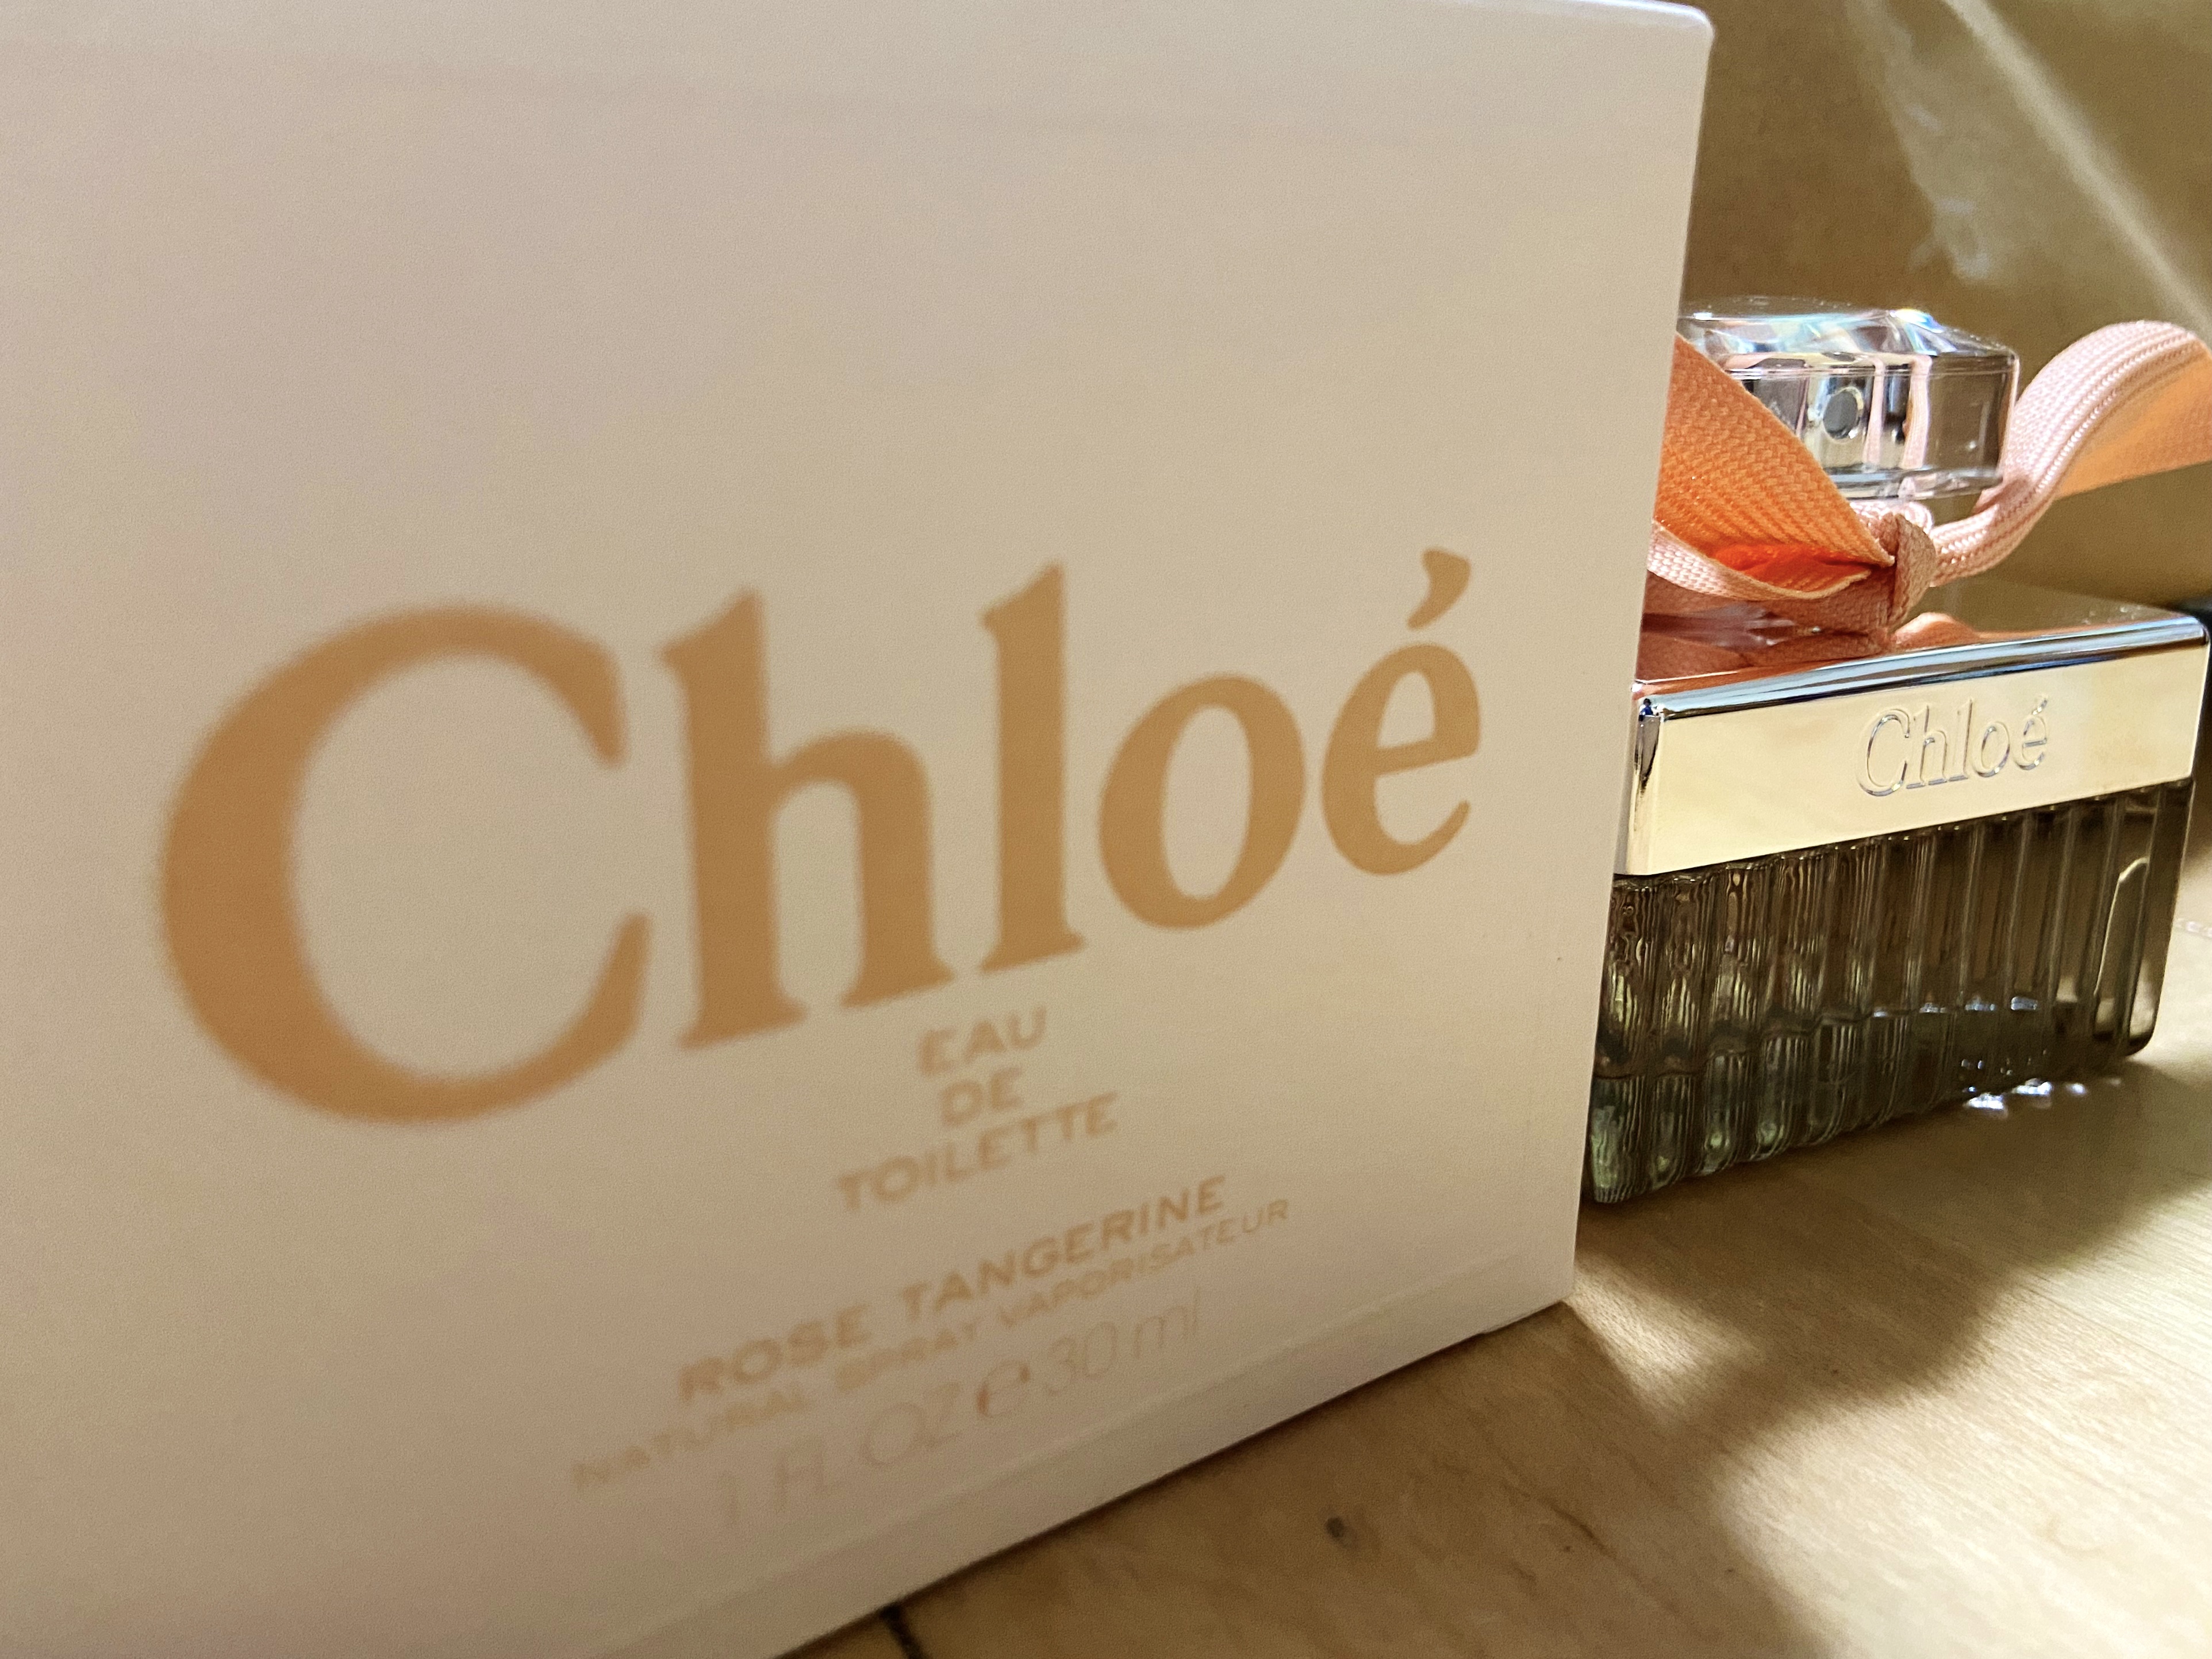 Chloé
EAU
DE
TOILETTE
ROSE TANGERINE
NATURAL SPRAY VAPORISATEUR
1 FL OZ ℮ 30 ml
Chloé